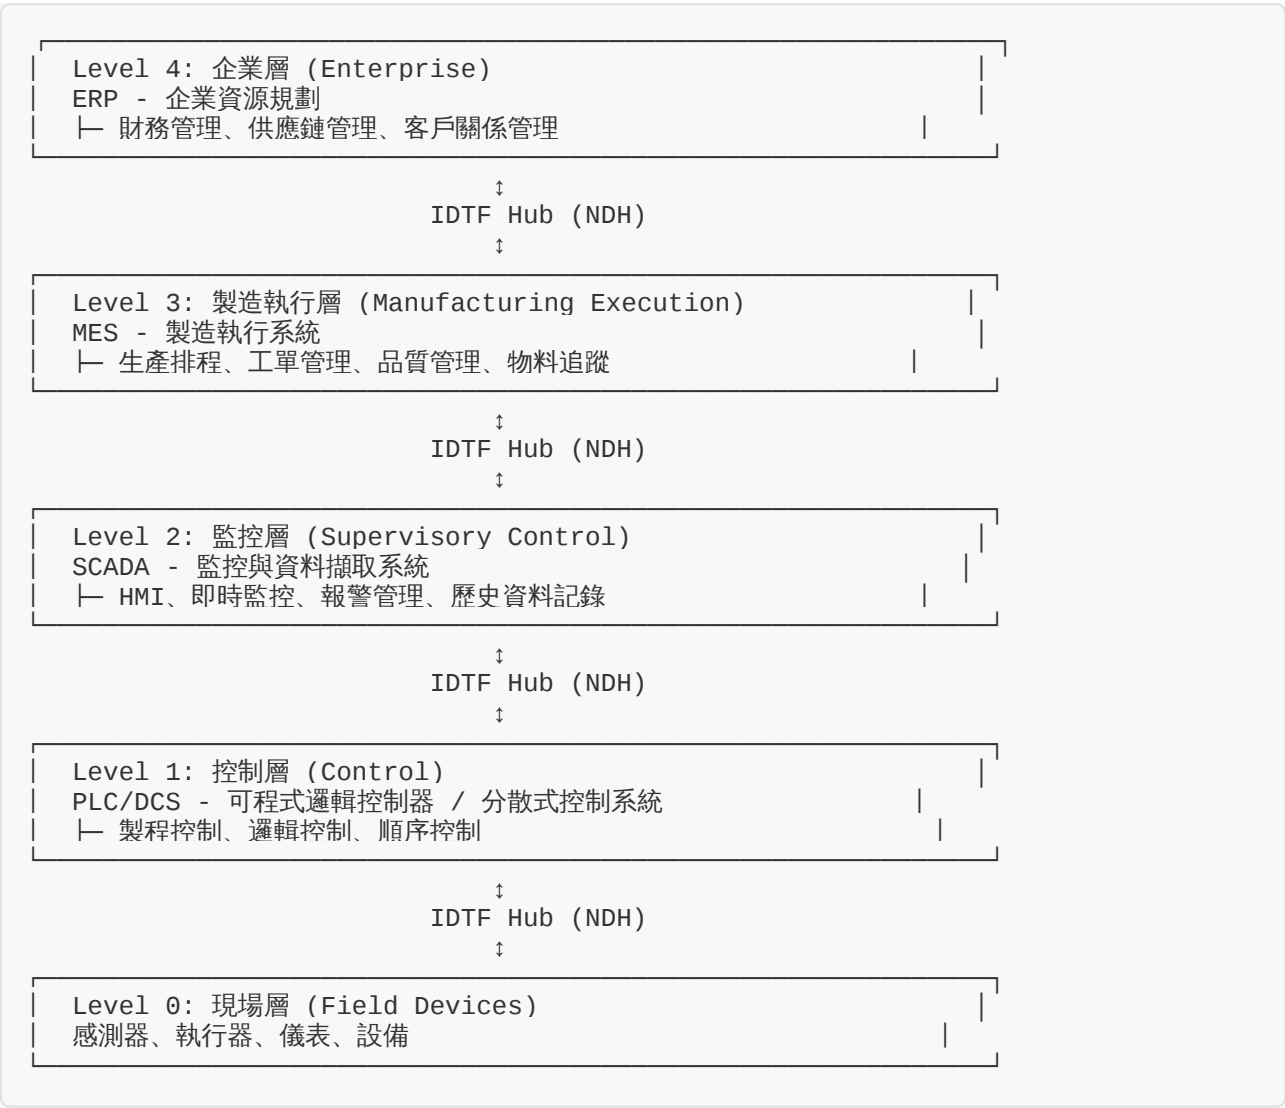 Level 4: 企業層 (Enterprise)
ERP - 企業資源規劃
├─ 財務管理、供應鏈管理、客戶關係管理
↕
IDTF Hub (NDH)
↕
Level 3: 製造執行層 (Manufacturing Execution)
MES - 製造執行系統
├─ 生產排程、工單管理、品質管理、物料追蹤
↕
IDTF Hub (NDH)
↕
Level 2: 監控層 (Supervisory Control)
SCADA - 監控與資料擷取系統
├─ HMI、即時監控、報警管理、歷史資料記錄
↕
IDTF Hub (NDH)
↕
Level 1: 控制層 (Control)
PLC/DCS - 可程式邏輯控制器 / 分散式控制系統
├─ 製程控制、邏輯控制、順序控制
↕
IDTF Hub (NDH)
↕
Level 0: 現場層 (Field Devices)
感測器、執行器、儀表、設備